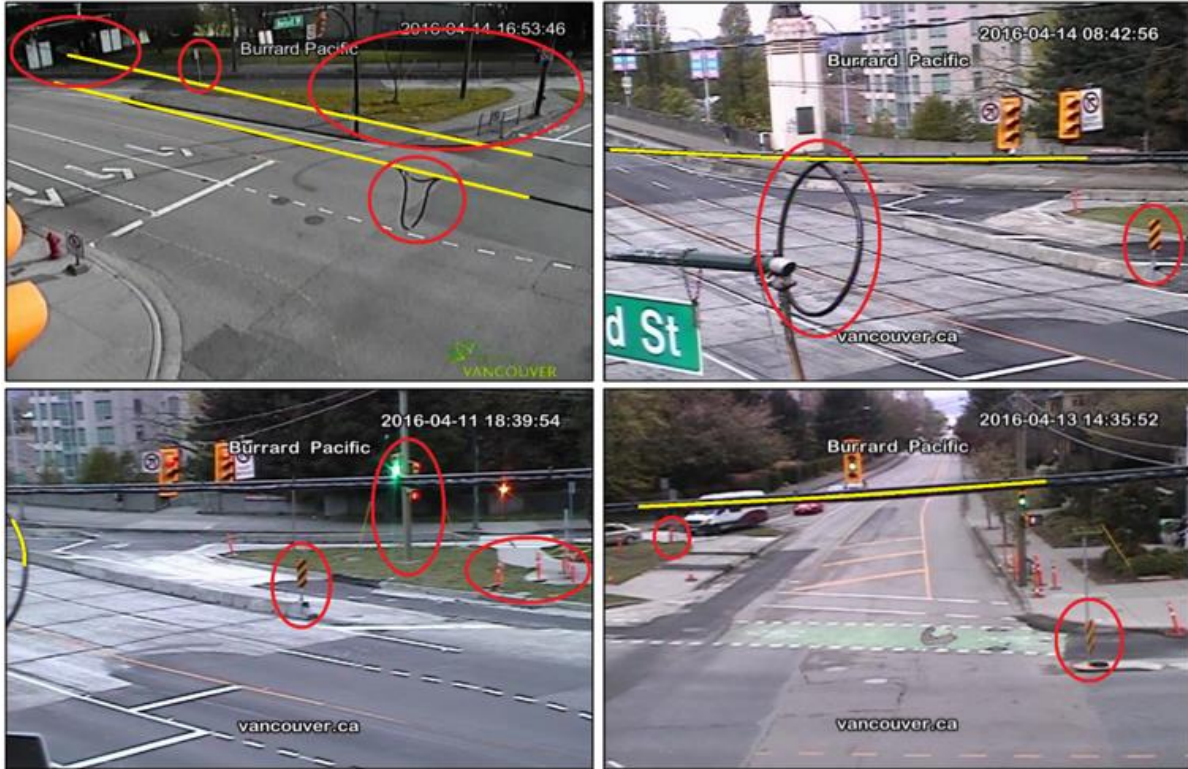 2016-04-14 16:53:46
Burrard Pacific
VANCOUVER
2016-04-14 08:42:56
Burrard Pacific
d St
vancouver.ca
2016-04-11 18:39:54
Burrard Pacific
vancouver.ca
2016-04-13 14:35:52
Burrard Pacific
vancouver.ca